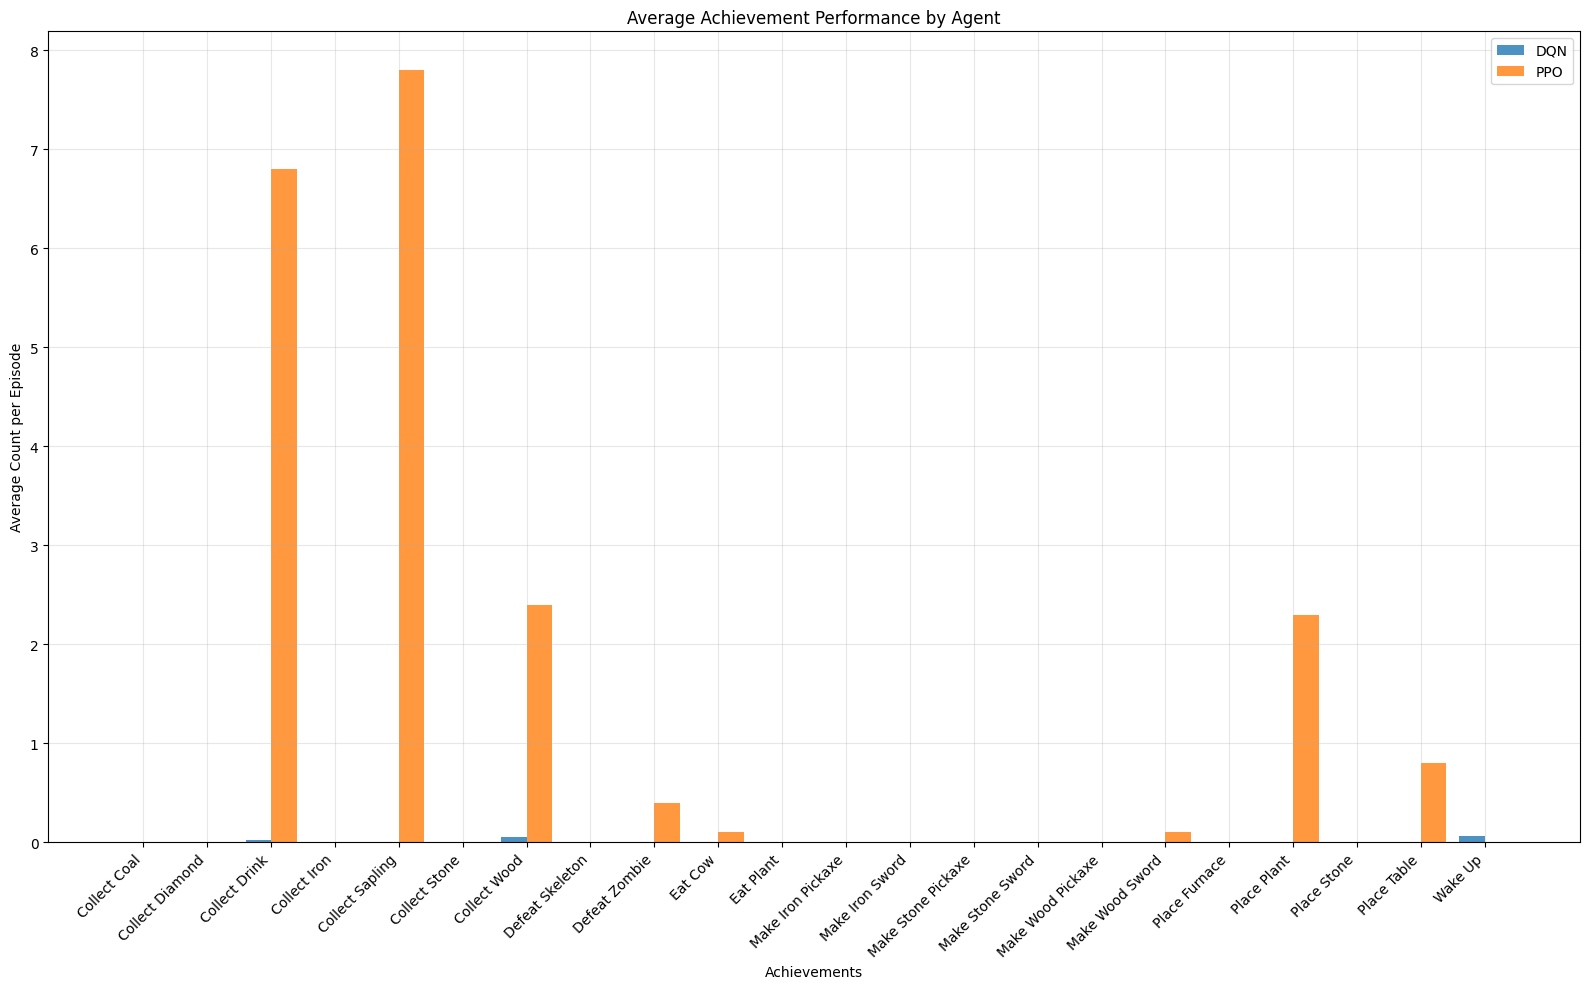 Average Achievement Performance by Agent
DQN
PPO
Average Count per Episode
8
7
6
5
4
3
2
1
0
Collect Coal
Collect Diamond
Collect Drink
Collect Iron
Collect Sapling
Collect Stone
Collect Wood
Defeat Skeleton
Defeat Zombie
Eat Cow
Eat Plant
Make Iron Pickaxe
Make Iron Sword
Make Stone Pickaxe
Make Stone Sword
Make Wood Pickaxe
Make Wood Sword
Place Furnace
Place Plant
Place Stone
Place Table
Wake Up
Achievements